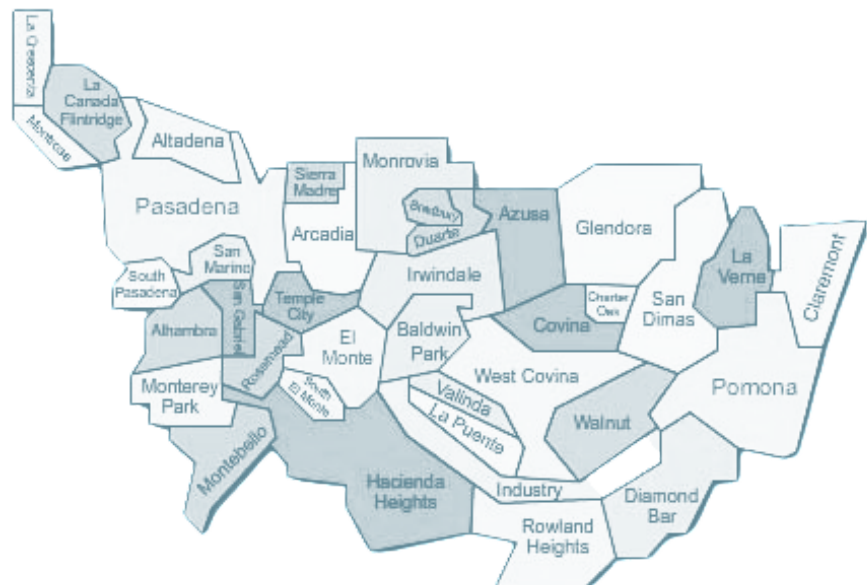 La Crescenta
La
Canada
Flintridge
Montrose
Altadena
Pasadena
Sierra
Madre
Monrovia
Bradbury
Duarte
Azusa
Glendora
La
Verne
Claremont
Arcadia
San
Marino
South
Pasadena
Irwindale
San
Dimas
Charter
Oak
Covina
Temple
City
San Gabriel
Alhambra
Rosemead
El
Monte
Baldwin
Park
West Covina
Pomona
Monterey
Park
South
El Monte
Valinda
La Puente
Walnut
Montebello
Hacienda
Heights
Industry
Diamond
Bar
Rowland
Heights